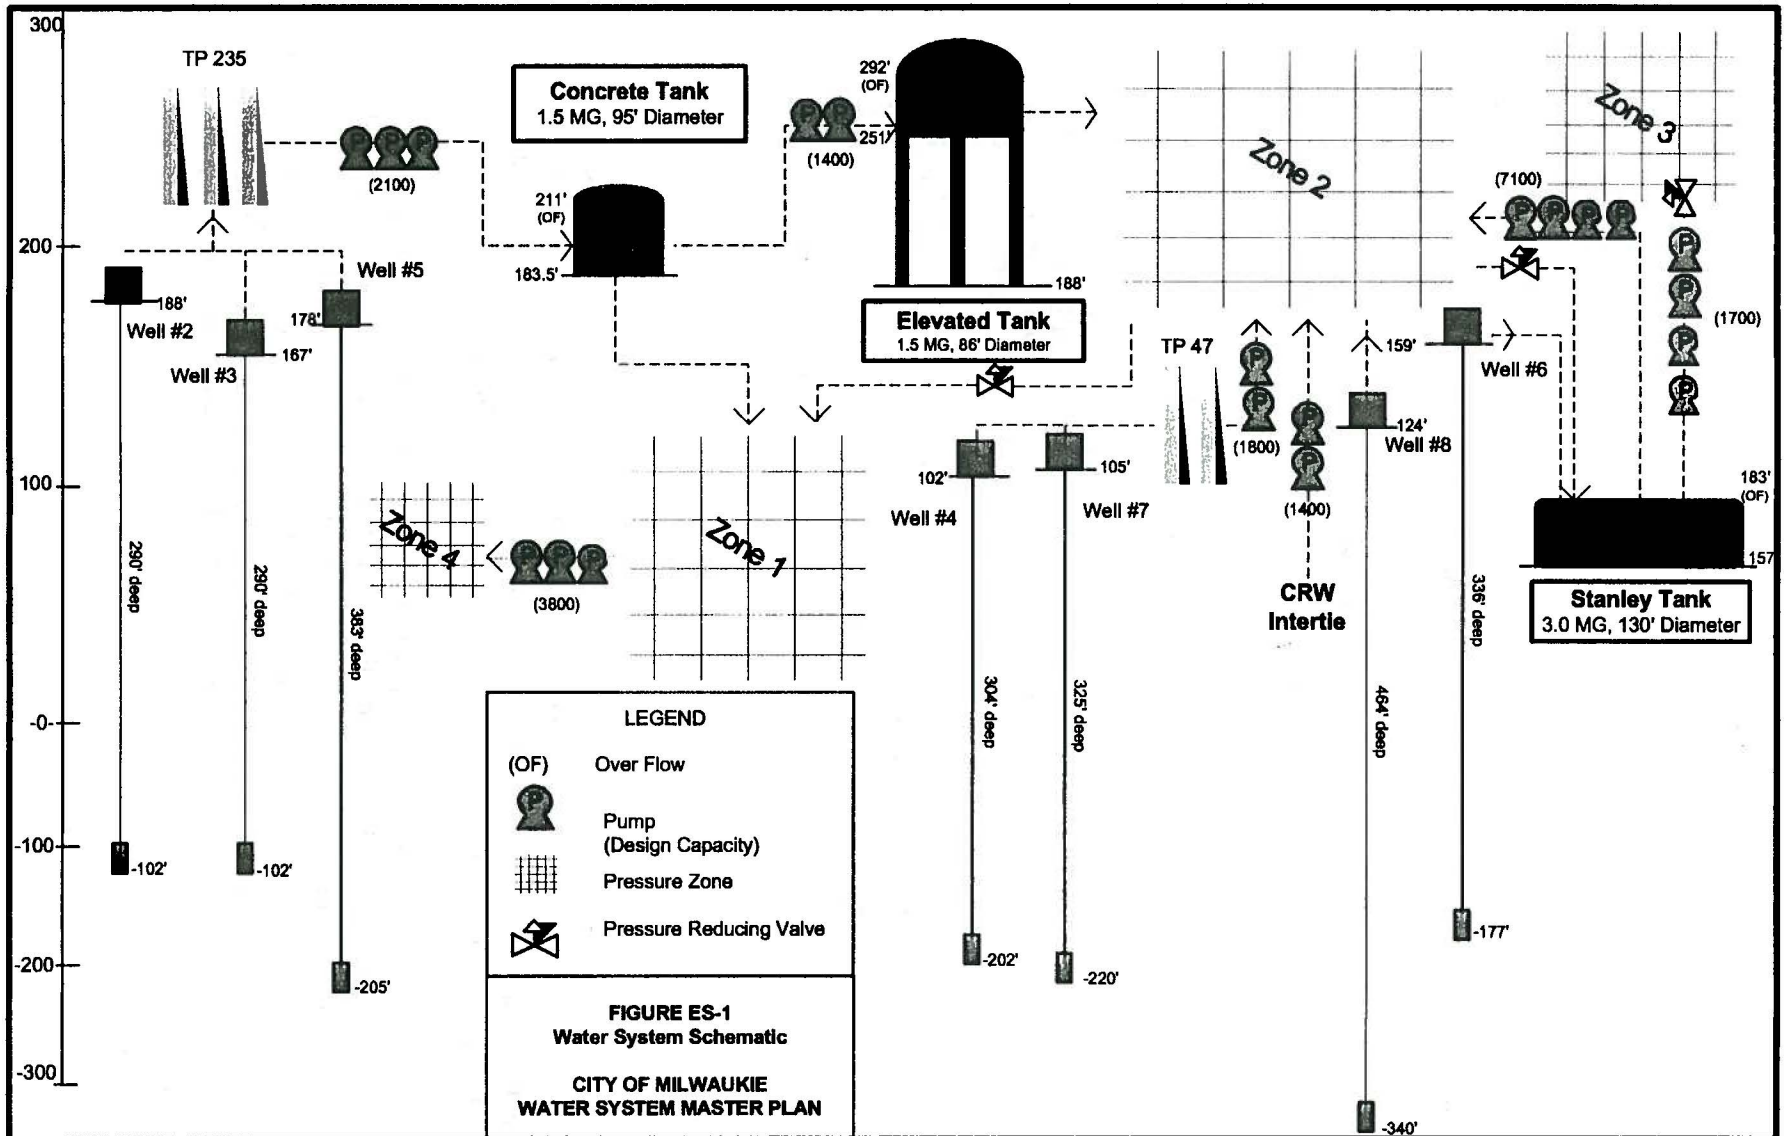 300
TP 235
Concrete Tank
1.5 MG, 95' Diameter
292'
(OF)
251'
(1400)
(2100)
211'
(OF)
183.5'
188'
Elevated Tank
1.5 MG, 86' Diameter
Zone 2
Zone 3
(7100)
(1700)
200
Well #5
188'
Well #2
178'
167'
Well #3
TP 47
159'
Well #6
(1800)
124'
Well #8
102'
105'
Well #4
Well #7
(1400)
CRW
Intertie
183'
(OF)
157
Stanley Tank
3.0 MG, 130' Diameter
100
Zone 4
(3800)
Zone 1
290' deep
290' deep
383' deep
304' deep
325' deep
464' deep
336' deep
-0-
-100
-102'
-102'
-200
-205'
-202'
-220'
-177'
-300
-340'
LEGEND
(OF) Over Flow
P
Pump
(Design Capacity)
Pressure Zone
Pressure Reducing Valve
FIGURE ES-1
Water System Schematic
CITY OF MILWAUKIE
WATER SYSTEM MASTER PLAN